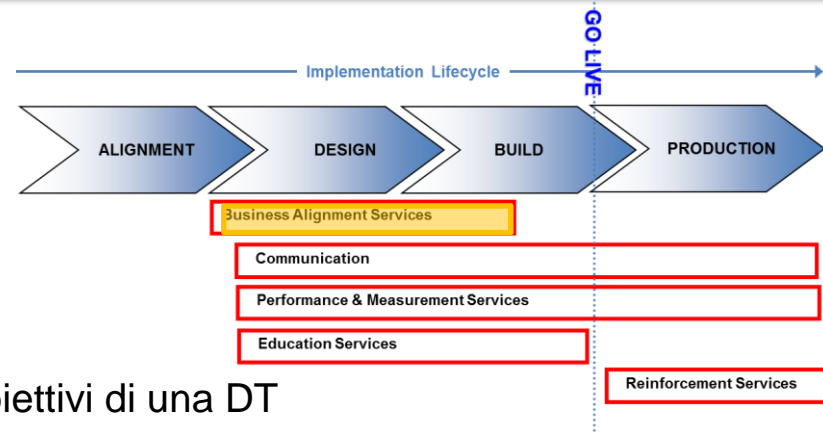 GO LIVE
Implementation Lifecycle
ALIGNMENT DESIGN BUILD PRODUCTION
Business Alignment Services
Communication
Performance & Measurement Services
Education Services
Reinforcement Services
di una DT